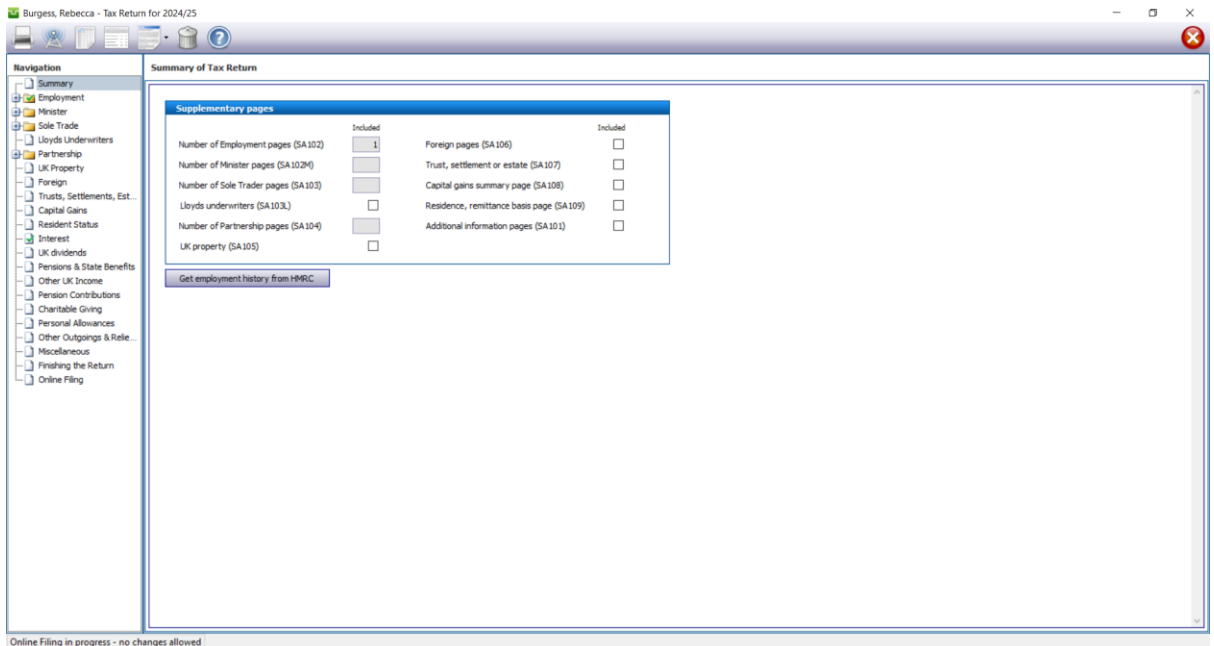 Burgess, Rebecca - Tax Return for 2024/25
Navigation
Summary
Employment
Minister
Sole Trade
Lloyds Underwriters
Partnership
UK Property
Foreign
Trusts, Settlements, Est...
Capital Gains
Resident Status
Interest
UK dividends
Pensions & State Benefits
Other UK Income
Pension Contributions
Charitable Giving
Personal Allowances
Other Outgoings & Relie...
Miscellaneous
Finishing the Return
Online Filing
Summary of Tax Return
Supplementary pages
Included
Number of Employment pages (SA102) 1
Number of Minister pages (SA102M)
Number of Sole Trader pages (SA103)
Lloyds underwriters (SA103L)
Number of Partnership pages (SA104)
UK property (SA105)
Included
Foreign pages (SA106)
Trust, settlement or estate (SA107)
Capital gains summary page (SA108)
Residence, remittance basis page (SA109)
Additional information pages (SA101)
Get employment history from HMRC
Online Filing in progress - no changes allowed